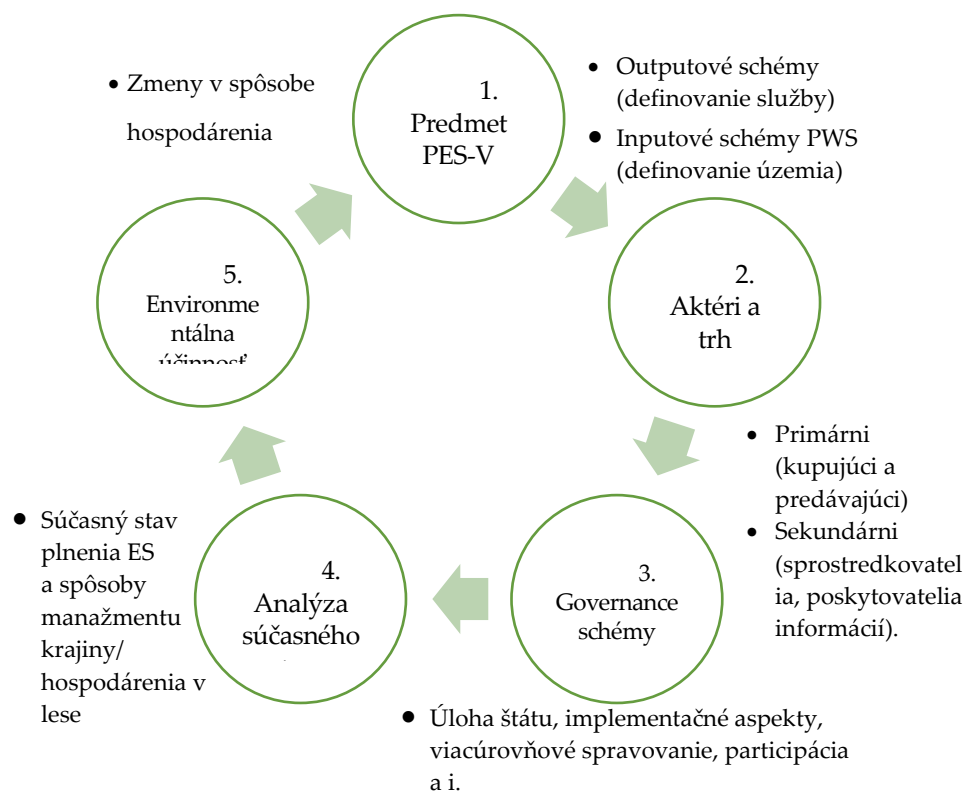 1.
Predmet
PES-V
• Outputové schémy
(definovanie služby)
• Inputové schémy PWS
(definovanie územia)
2.
Aktéri a
trh
• Primárni
(kupujúci a
predávajúci)
• Sekundárni
(sprostredkovatel
ia, poskytovatelia
informácií).
3.
Governance
schémy
• Úloha štátu, implementačné aspekty,
viacúrovňové spravovanie, participácia
a i.
4.
Analýza
súčasného
• Súčasný stav
plnenia ES
a spôsoby
manažmentu
krajiny/
hospodárenia v
lese
5.
Environme
ntálna
účinnosť
• Zmeny v spôsobe
hospodárenia